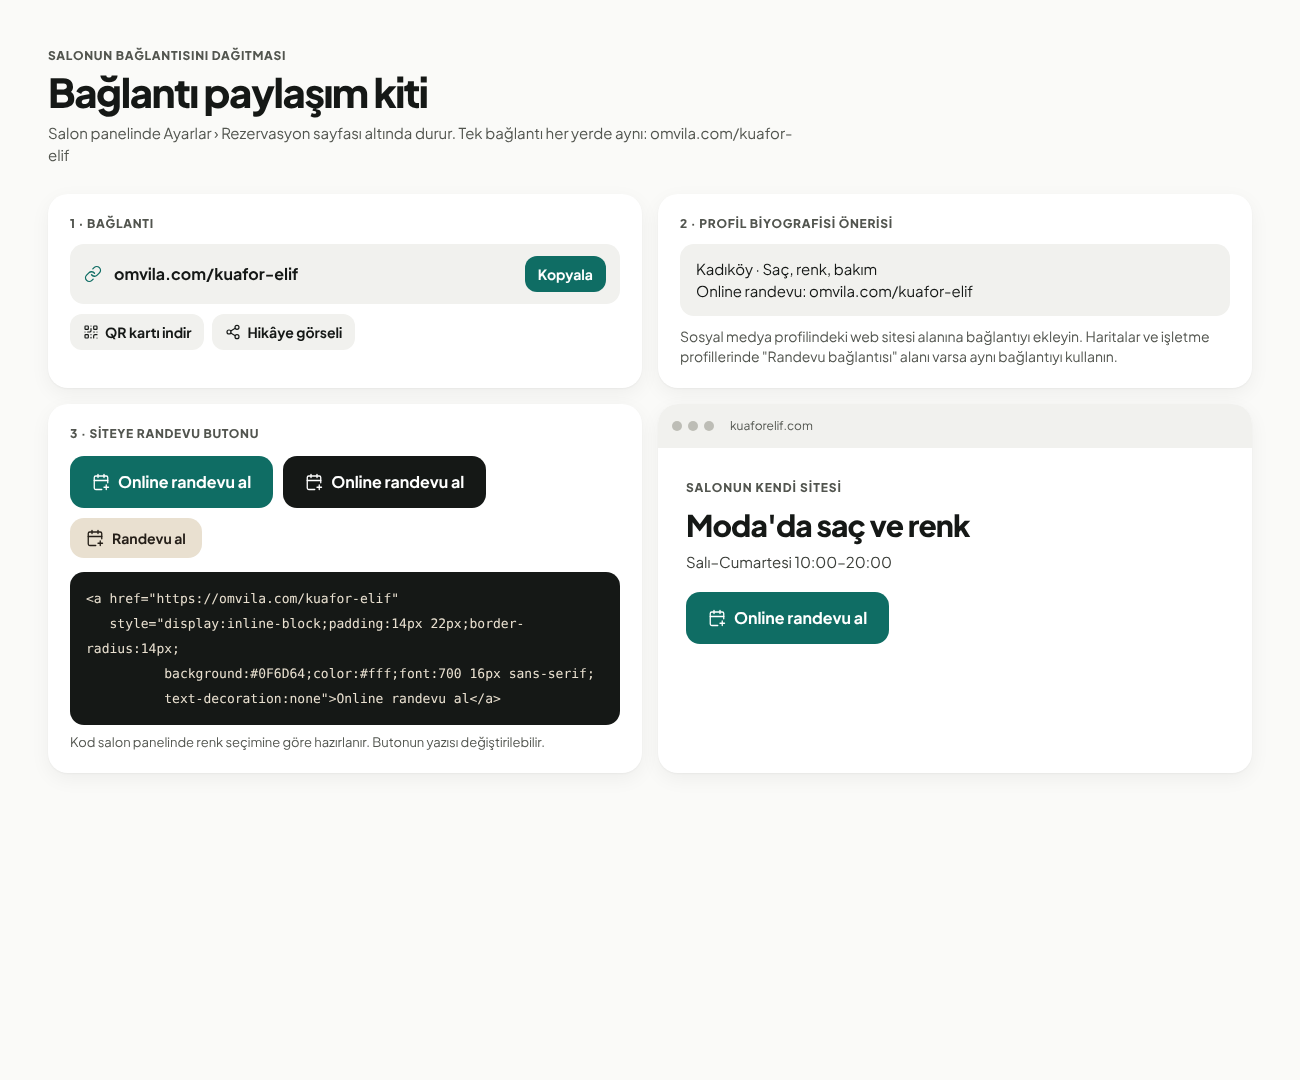 SALONUN BAĞLANTISINI DAĞITMASI
Bağlantı paylaşım kiti
Salon panelinde Ayarlar › Rezervasyon sayfası altında durur. Tek bağlantı her yerde aynı: omvila.com/kuafor-
elif
1 · BAĞLANTI
omvila.com/kuafor-elif
Kopyala
QR kartı indir
Hikâye görseli
2 · PROFİL BİYOGRAFİSİ ÖNERİSİ
Kadıköy · Saç, renk, bakım
Online randevu: omvila.com/kuafor-elif
Sosyal medya profilindeki web sitesi alanına bağlantıyı ekleyin. Haritalar ve işletme
profillerinde "Randevu bağlantısı" alanı varsa aynı bağlantıyı kullanın.
3 · SİTEYE RANDEVU BUTONU
Online randevu al
Online randevu al
Randevu al
<a href="https://omvila.com/kuafor-elif"
style="display:inline-block;padding:14px 22px;border-
radius:14px;
background:#0F6D64;color:#fff;font:700 16px sans-serif;
text-decoration:none">Online randevu al</a>
Kod salon panelinde renk seçimine göre hazırlanır. Butonun yazısı değiştirilebilir.
kuaforelif.com
SALONUN KENDİ SİTESİ
Moda'da saç ve renk
Salı–Cumartesi 10:00–20:00
Online randevu al